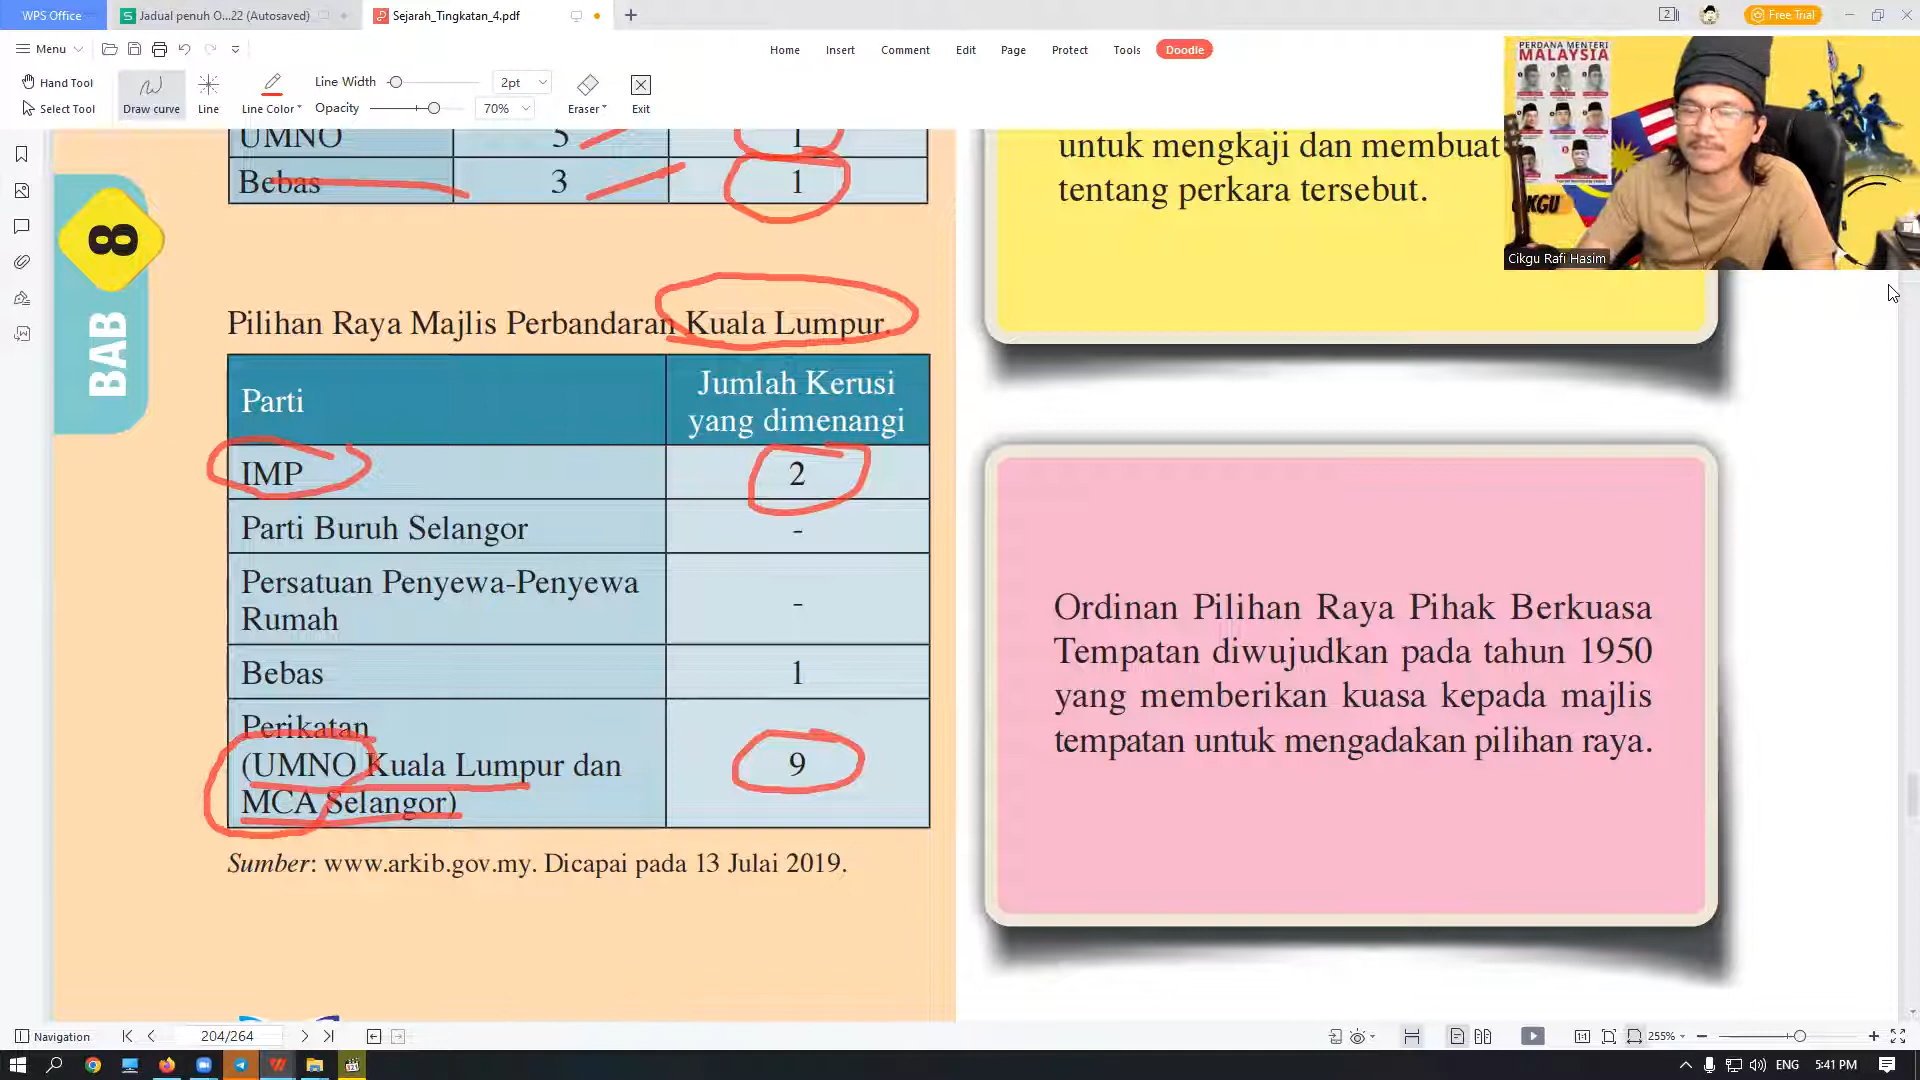 WPS Office
Jadual penuh O...22 (Autosaved)
Sejarah_Tingkatan_4.pdf
2
Free Trial
Menu
Home
Insert
Comment
Edit
Page
Protect
Tools
Doodle
Hand Tool
Select Tool
Draw curve
Line
Line Color
Line Width
2pt
Opacity
70%
Eraser
Exit
PERDANA MENTERI
MALAYSIA
CIKGU
Cikgu Rafi Hasim
UMNO 5 1
Bebas 3 1
BAB 8
Pilihan Raya Majlis Perbandaran Kuala Lumpur.
Parti
Jumlah Kerusi
yang dimenangi
IMP 2
Parti Buruh Selangor -
Persatuan Penyewa-Penyewa
Rumah
-
Bebas 1
Perikatan
(UMNO Kuala Lumpur dan
MCA Selangor)
9
Sumber: www.arkib.gov.my. Dicapai pada 13 Julai 2019.
untuk mengkaji dan membuat
tentang perkara tersebut.
Ordinan Pilihan Raya Pihak Berkuasa
Tempatan diwujudkan pada tahun 1950
yang memberikan kuasa kepada majlis
tempatan untuk mengadakan pilihan raya.
Navigation
204/264
255%
ENG
5:41 PM